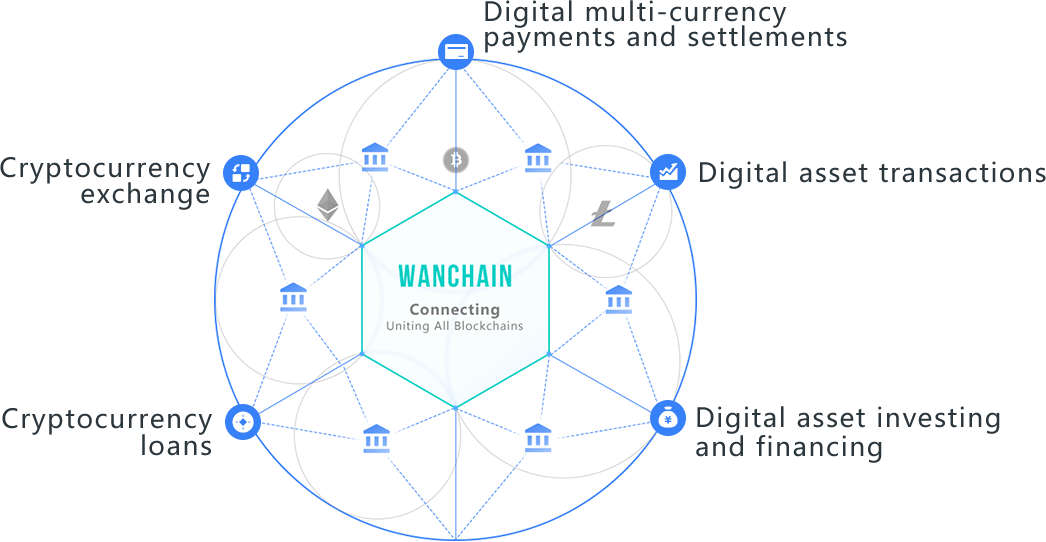 Digital multi-currency
payments and settlements
Cryptocurrency
exchange
Digital asset transactions
WANCHAIN
Connecting
Uniting All Blockchains
Cryptocurrency
loans
Digital asset investing
and financing